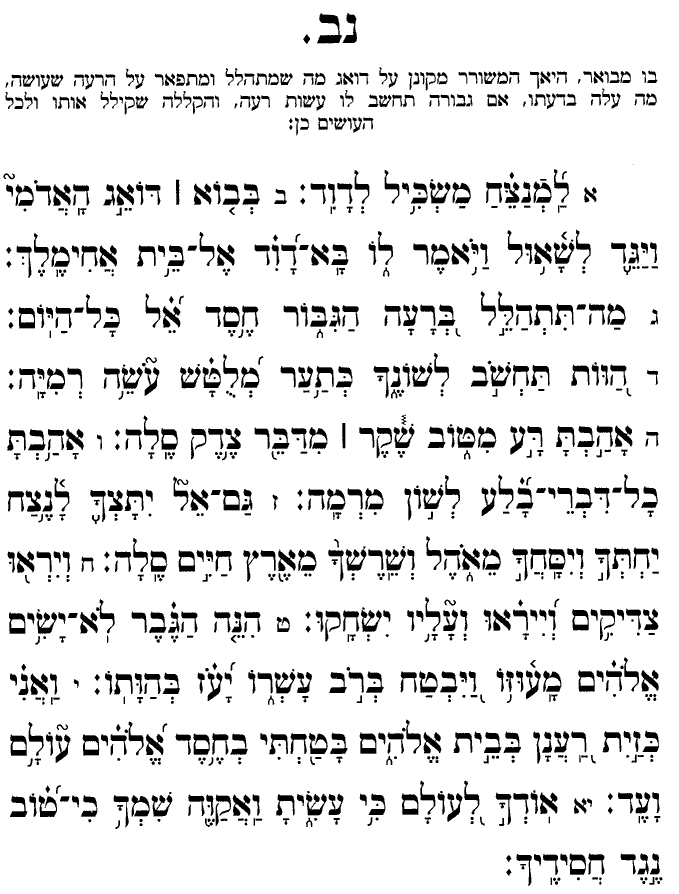 נב.
בו מבואר, היאך המשורר מקונן על דואג מה שמתהלל ומתפאר על הרעה שעושה,
מה עלה בדעתו, אם גבורה תחשב לו עשות רעה, והקללה שקילל אותו ולכל
העושים כן:
א לַמְנַצֵּחַ מַשְׂכִּיל לְדָוִד: ב בְּבוֹא ׀ דּוֹאֵג הָאֲדֹמִי
וַיַּגֵּד לְשָׁאוּל וַיֹּאמֶר לוֹ בָּא־דָוִד אֶל־בֵּית אֲחִימֶלֶךְ:
ג מַה־תִּתְהַלֵּל בְּרָעָה הַגִּבּוֹר חֶסֶד אֵל כָּל־הַיּוֹם:
ד הַוּוֹת תַּחְשֹׁב לְשׁוֹנֶךָ כְּתַעַר מְלֻטָּשׁ עֹשֵׂה רְמִיָּה:
ה אָהַבְתָּ רָּע מִטּוֹב שֶׁקֶר ׀ מִדַּבֵּר צֶדֶק סֶלָה: ו אָהַבְתָּ
כָל־דִּבְרֵי־בָלַע לְשׁוֹן מִרְמָה: ז גַּם־אֵל יִתָּצְךָ לָנֶצַח
יַחְתְּךָ וְיִסָּחֲךָ מֵאֹהֶל וְשֵׁרֶשְׁךָ מֵאֶרֶץ חַיִּים סֶלָה: ח וְיִרְאוּ
צַדִּיקִים וְיִירָאוּ וְעָלָיו יִשְׂחָקוּ: ט הִנֵּה הַגֶּבֶר לֹא־יָשִׂים
אֱלֹהִים מָעוּזּוֹ וַיִּבְטַח בְּרֹב עָשְׁרוֹ יָעֹז בְּהַוָּתוֹ: י וַאֲנִי
כְּזַיִת רַעֲנָן בְּבֵית אֱלֹהִים בָּטַחְתִּי בְחֶסֶד אֱלֹהִים עוֹלָם
וָעֶד: יא אוֹדְךָ לְעוֹלָם כִּי עָשִׂיתָ וַאֲקַוֶּה שִׁמְךָ כִי־טוֹב
נֶגֶד חֲסִידֶיךָ: